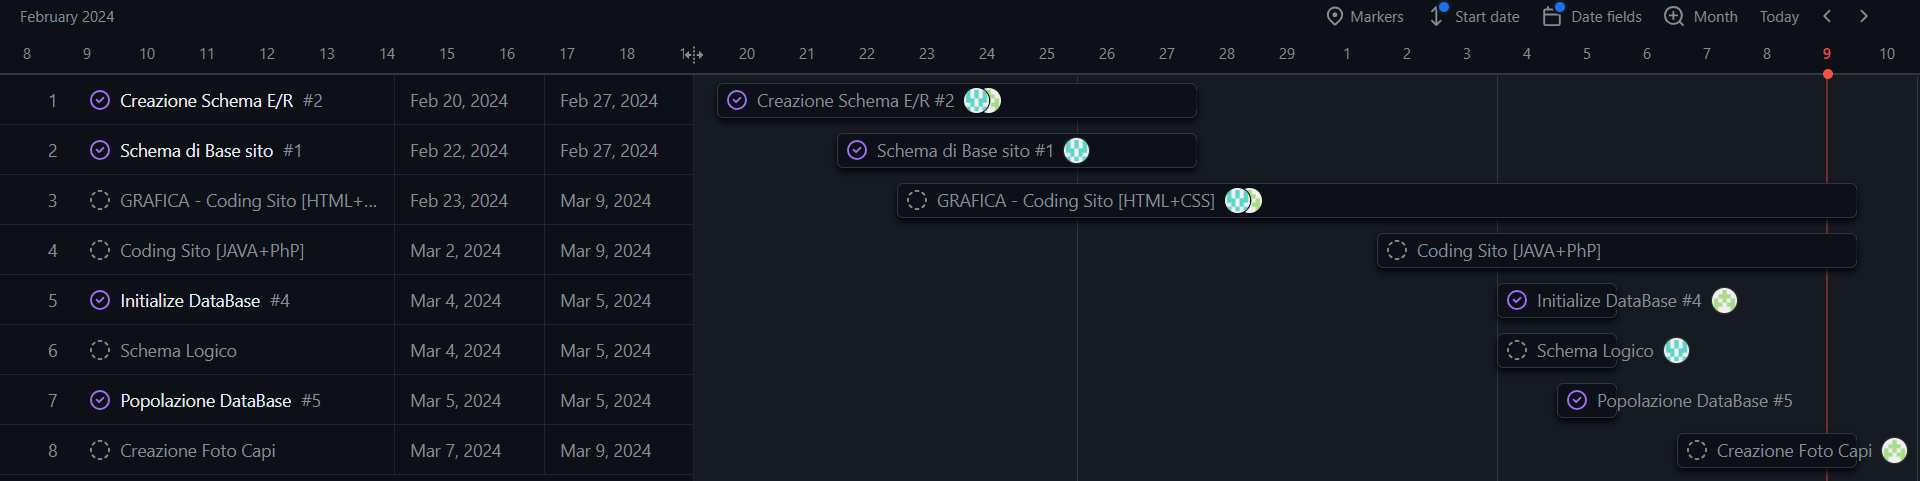 February 2024 Markers Start date Date fields Month Today
8 9 10 11 12 13 14 15 16 17 18 20 21 22 23 24 25 26 27 28 29 1 2 3 4 5 6 7 8 9 10
1 Creazione Schema E/R #2 Feb 20, 2024 Feb 27, 2024 Creazione Schema E/R #2
2 Schema di Base sito #1 Feb 22, 2024 Feb 27, 2024 Schema di Base sito #1
3 GRAFICA - Coding Sito [HTML+... Feb 23, 2024 Mar 9, 2024 GRAFICA - Coding Sito [HTML+CSS]
4 Coding Sito [JAVA+PhP] Mar 2, 2024 Mar 9, 2024 Coding Sito [JAVA+PhP]
5 Initialize DataBase #4 Mar 4, 2024 Mar 5, 2024 Initialize DataBase #4
6 Schema Logico Mar 4, 2024 Mar 5, 2024 Schema Logico
7 Popolazione DataBase #5 Mar 5, 2024 Mar 5, 2024 Popolazione DataBase #5
8 Creazione Foto Capi Mar 7, 2024 Mar 9, 2024 Creazione Foto Capi